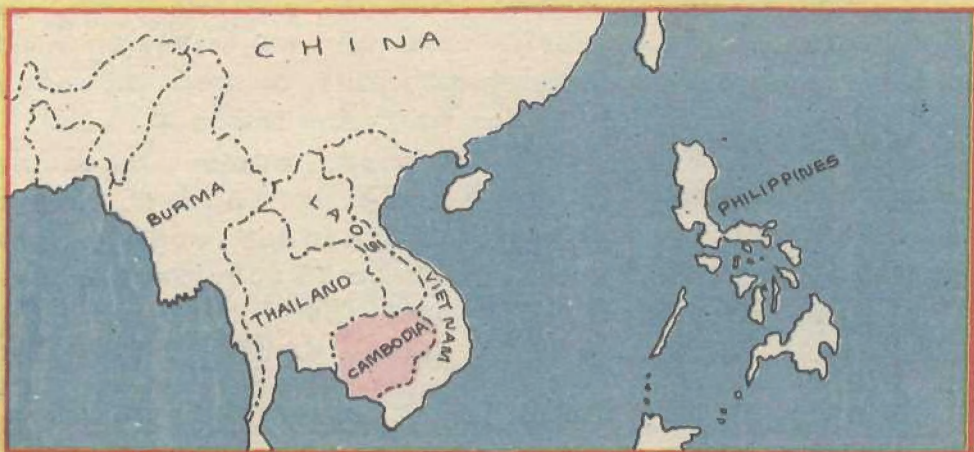 CHINA
BURMA
LAOS
THAILAND
VIETNAM
CAMBODIA
PHILIPPINES